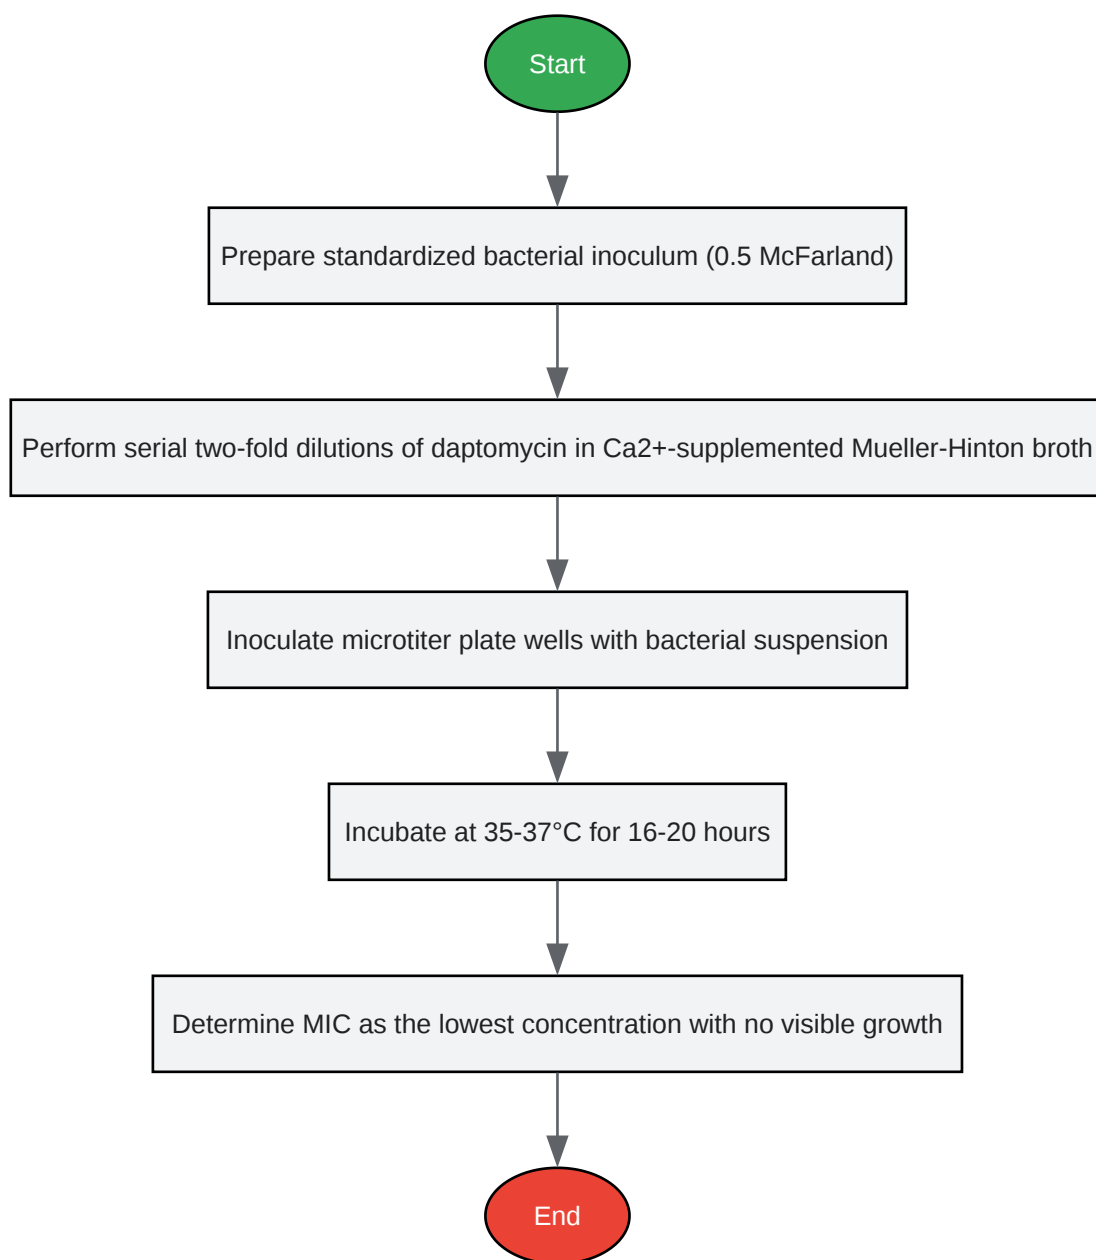 Start
Prepare standardized bacterial inoculum (0.5 McFarland)
Perform serial two-fold dilutions of daptomycin in Ca2+-supplemented Mueller-Hinton broth
Inoculate microtiter plate wells with bacterial suspension
Incubate at 35-37°C for 16-20 hours
Determine MIC as the lowest concentration with no visible growth
End